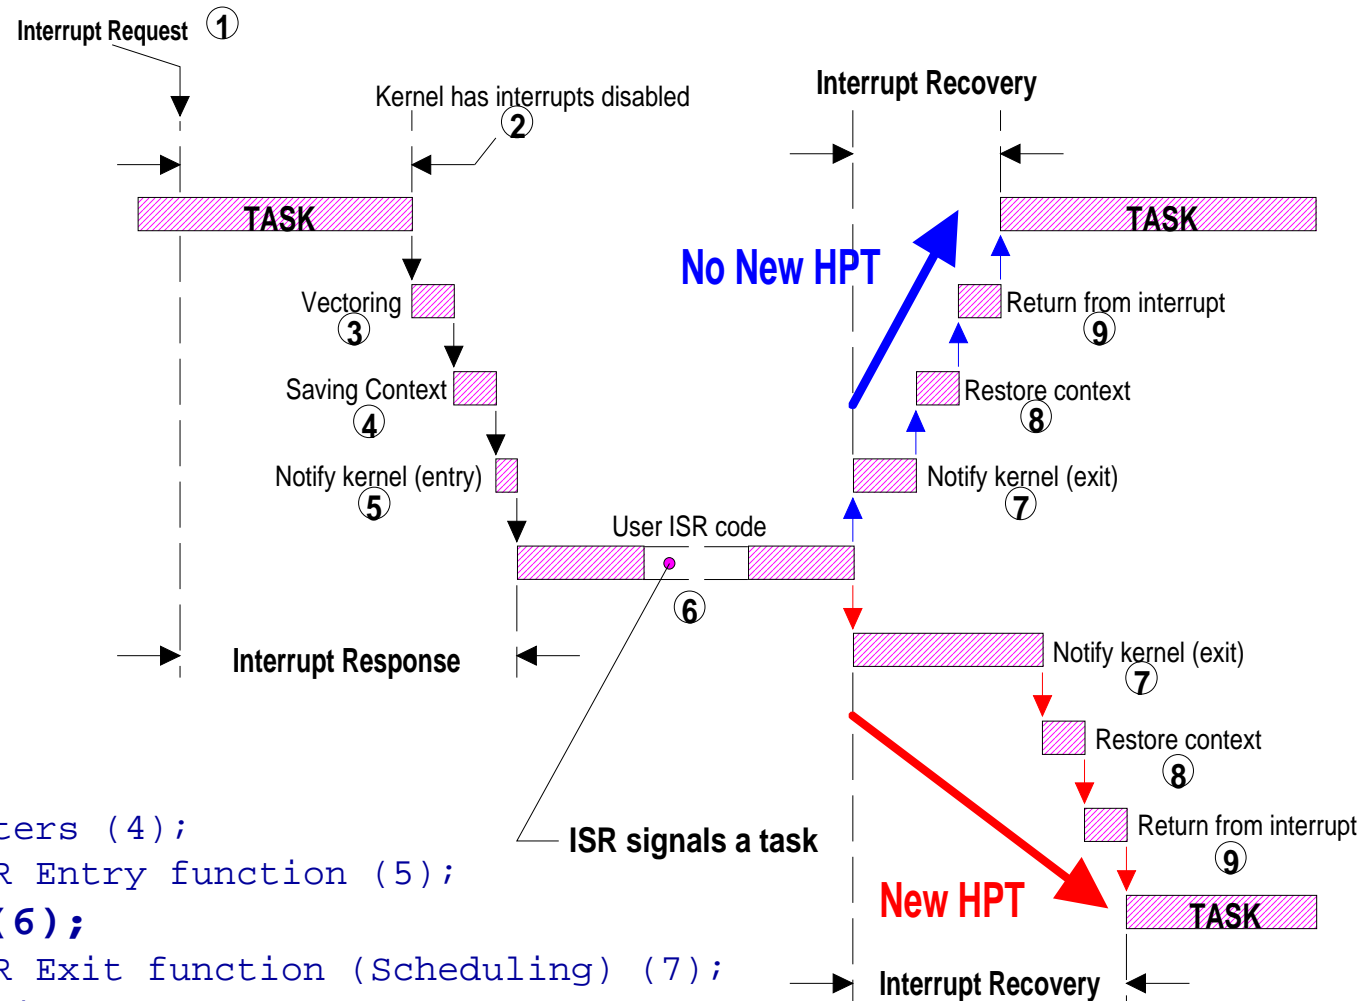 Interrupt Request 1
Kernel has interrupts disabled
2
Interrupt Recovery
TASK
TASK
No New HPT
Vectoring
3
Return from interrupt
9
Saving Context
4
Restore context
8
Notify kernel (entry)
5
Notify kernel (exit)
7
User ISR code
6
Interrupt Response
Notify kernel (exit)
7
Restore context
8
ISR signals a task
Return from interrupt
9
New HPT
TASK
Interrupt Recovery
ters (4);
R Entry function (5);
(6);
R Exit function (Scheduling) (7);